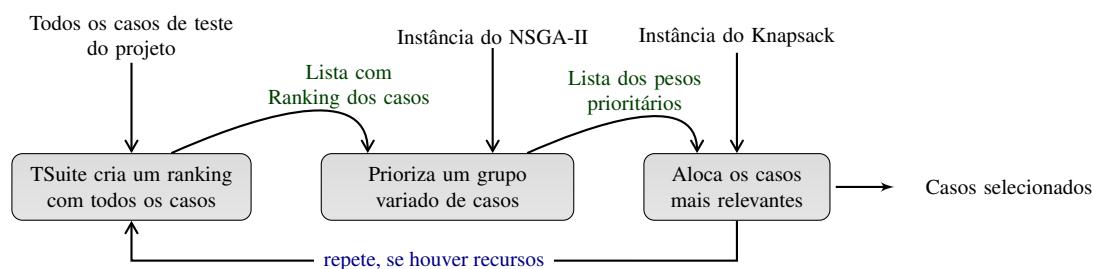 Todos os casos de teste
do projeto
Instância do NSGA-II
Instância do Knapsack
Lista com
Ranking dos casos
Lista dos pesos
prioritários
TSuite cria um ranking
com todos os casos
Prioriza um grupo
variado de casos
Aloca os casos
mais relevantes
Casos selecionados
repete, se houver recursos